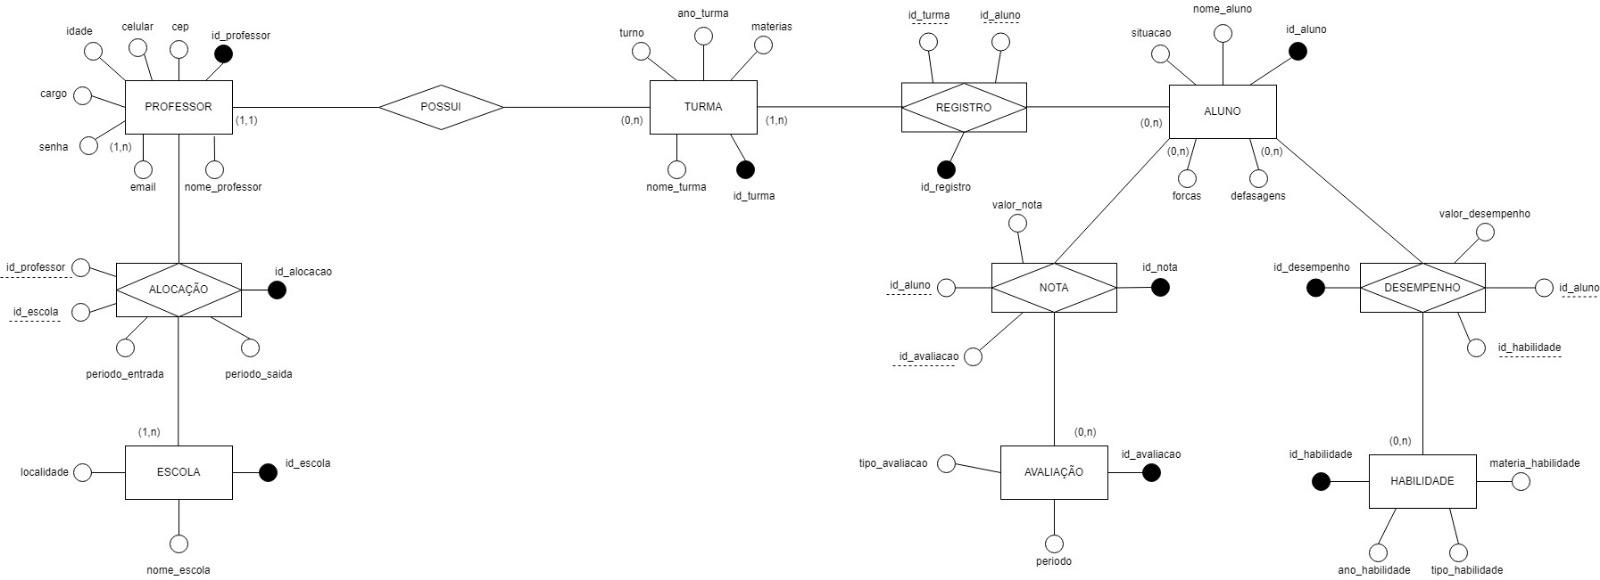 idade
celular
cep
id_professor
cargo
PROFESSOR
(1,1)
senha
(1,n)
email
nome_professor
POSSUI
turno
ano_turma
materias
TURMA
(0,n)
(1,n)
nome_turma
id_turma
id_turma
id_aluno
REGISTRO
id_registro
situacao
nome_aluno
id_aluno
ALUNO
(0,n)
(0,n)
(0,n)
forcas
defasagens
id_professor
id_escola
ALOCAÇÃO
id_alocacao
periodo_entrada
periodo_saida
(1,n)
localidade
ESCOLA
id_escola
nome_escola
valor_nota
id_aluno
NOTA
id_nota
id_avaliacao
(0,n)
tipo_avaliacao
AVALIAÇÃO
id_avaliacao
periodo
valor_desempenho
id_desempenho
DESEMPENHO
id_aluno
id_habilidade
(0,n)
id_habilidade
HABILIDADE
materia_habilidade
ano_habilidade
tipo_habilidade